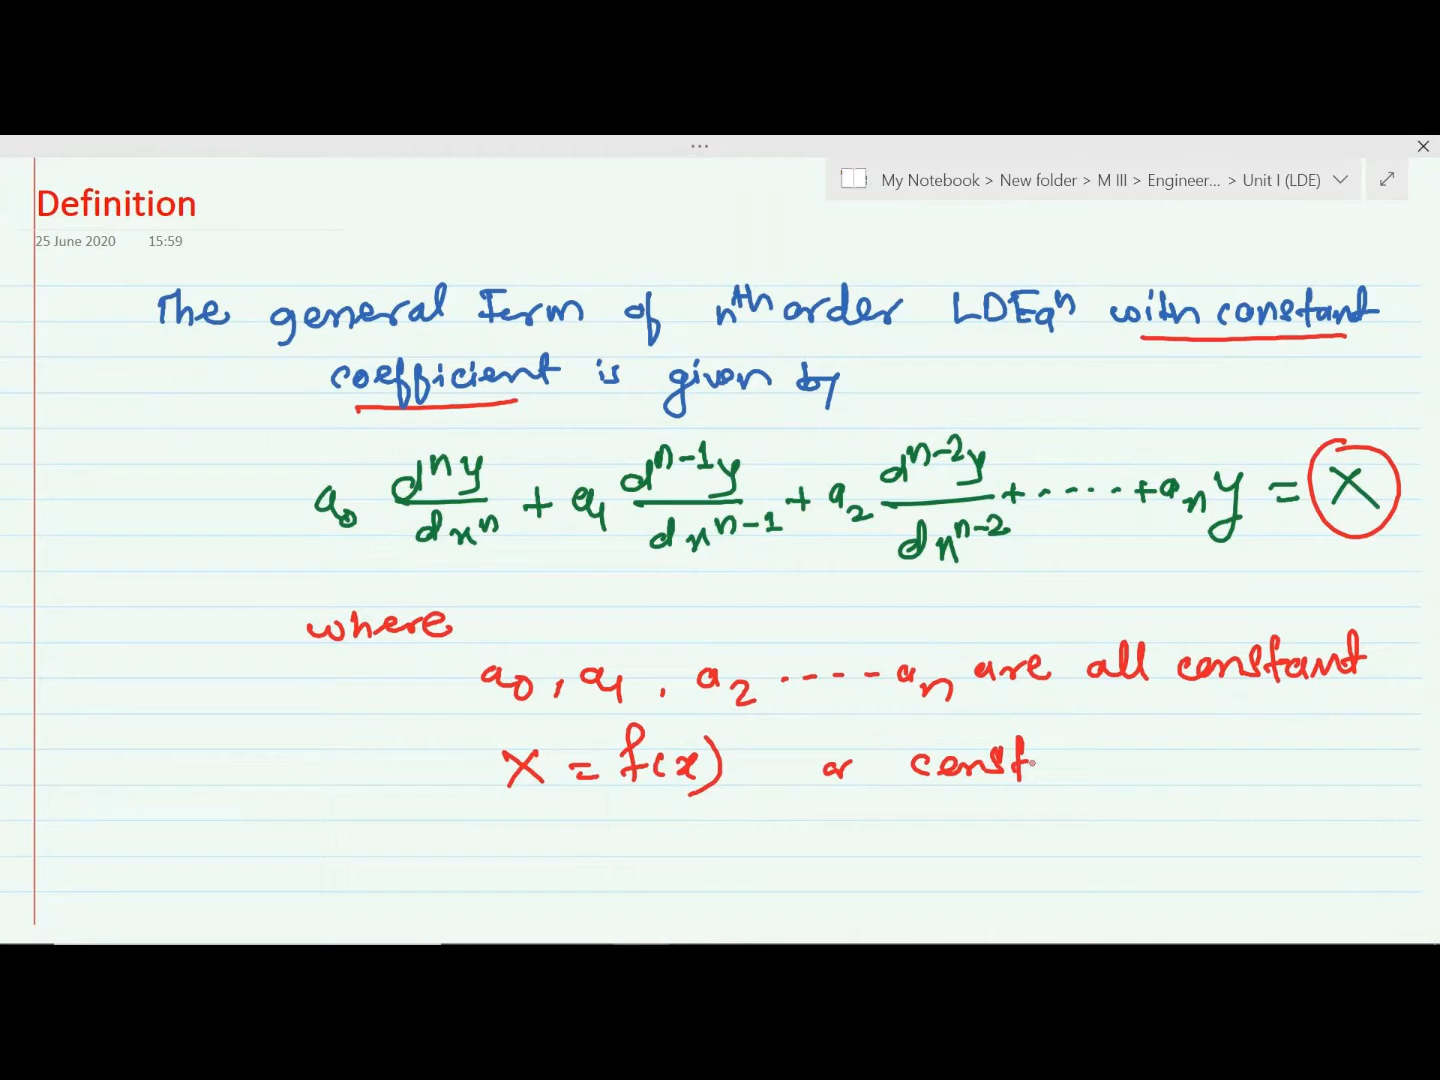 My Notebook > New folder > M III > Engineer... > Unit I (LDE)
Definition
25 June 2020 15:59
The general Form of nth order LDEqn with constant
coefficient is given by
a₀ dⁿy/dxⁿ + a₁ dⁿ⁻¹y/dxⁿ⁻¹ + a₂ dⁿ⁻²y/dxⁿ⁻² + ...... + aₙy = X
where
a₀, a₁, a₂ ..... aₙ are all constant
X = f(x) or const